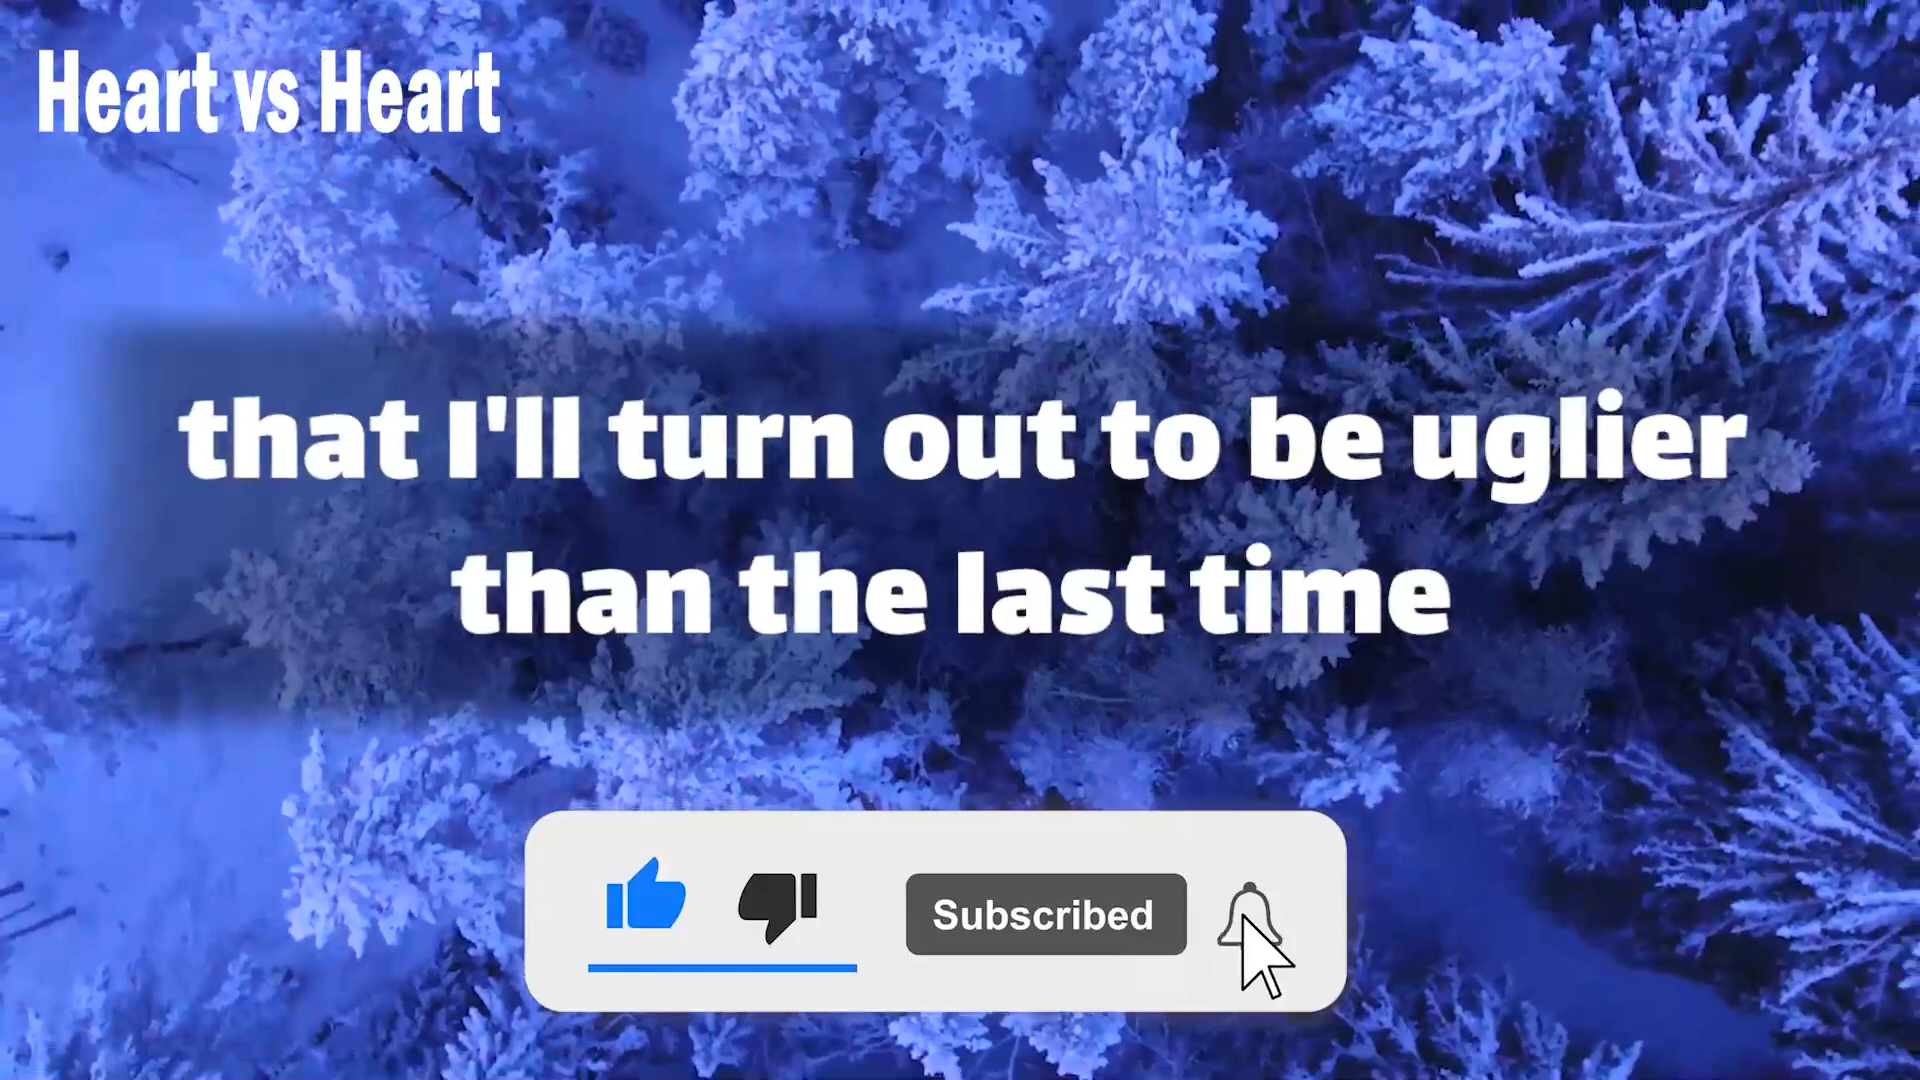 Heart vs Heart
that I'll turn out to be uglier
than the last time
Subscribed